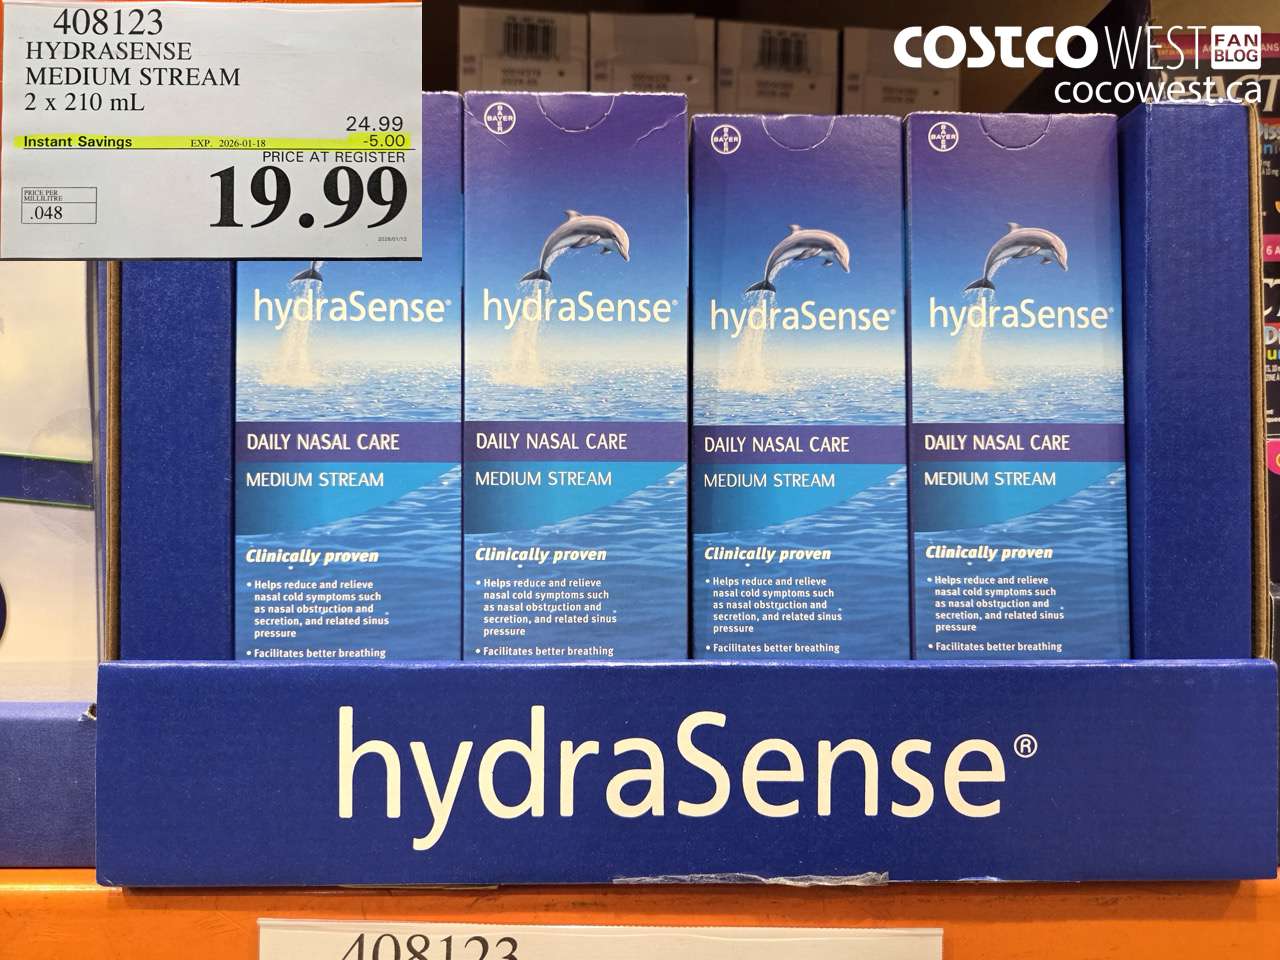 408123
HYDRASENSE
MEDIUM STREAM
2 x 210 mL
24.99
Instant Savings EXP. 2026-01-18 -5.00
PRICE AT REGISTER
19.99
PRICE PER
MILLILITRE
.048
COSTCO WEST FAN BLOG
cocowest.ca
BAYER
BAYER
BAYER
hydraSense®
hydraSense®
hydraSense®
hydraSense®
DAILY NASAL CARE
MEDIUM STREAM
Clinically proven
• Helps reduce and relieve
nasal cold symptoms such
as nasal obstruction and
secretion, and related sinus
pressure
• Facilitates better breathing
DAILY NASAL CARE
MEDIUM STREAM
Clinically proven
• Helps reduce and relieve
nasal cold symptoms such
as nasal obstruction and
secretion, and related sinus
pressure
• Facilitates better breathing
DAILY NASAL CARE
MEDIUM STREAM
Clinically proven
• Helps reduce and relieve
nasal cold symptoms such
as nasal obstruction and
secretion, and related sinus
pressure
• Facilitates better breathing
DAILY NASAL CARE
MEDIUM STREAM
Clinically proven
• Helps reduce and relieve
nasal cold symptoms such
as nasal obstruction and
secretion, and related sinus
pressure
• Facilitates better breathing
hydraSense®
408123